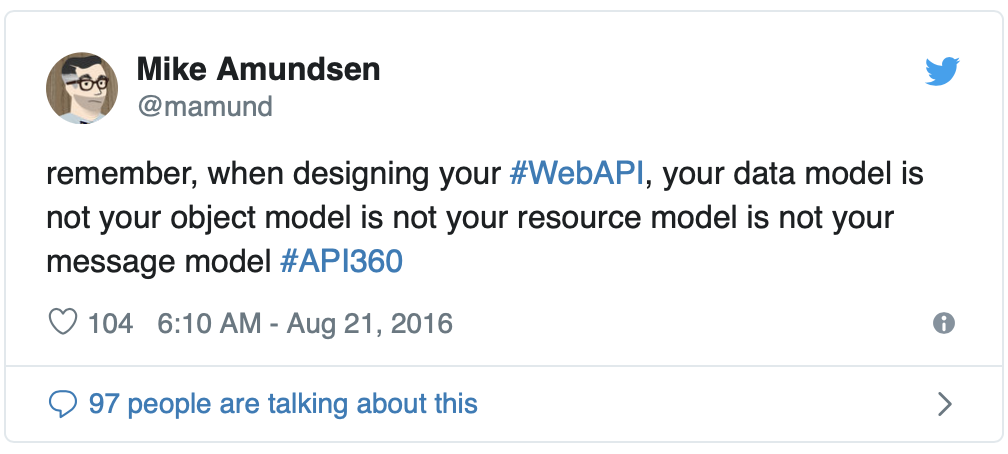 Mike Amundsen
@mamund
remember, when designing your #WebAPI, your data model is
not your object model is not your resource model is not your
message model #API360
104 6:10 AM - Aug 21, 2016
97 people are talking about this